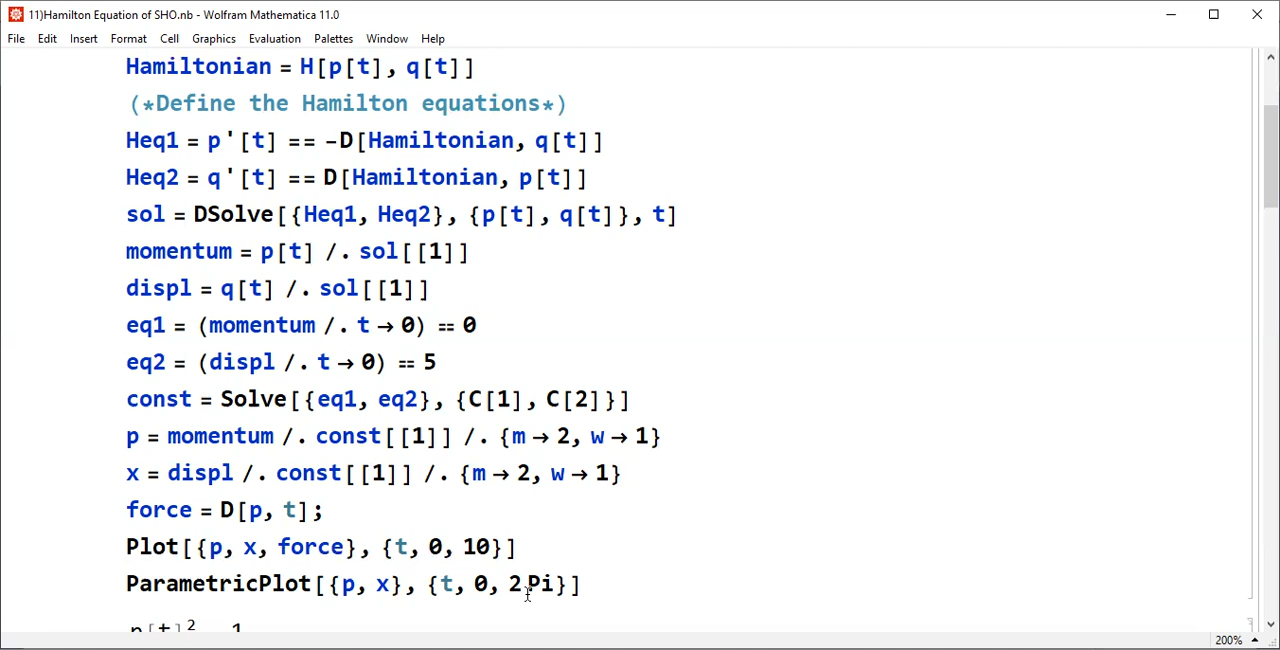 11)Hamilton Equation of SHO.nb - Wolfram Mathematica 11.0
File Edit Insert Format Cell Graphics Evaluation Palettes Window Help
Hamiltonian = H[p[t], q[t]]
(*Define the Hamilton equations*)
Heq1 = p'[t] == -D[Hamiltonian, q[t]]
Heq2 = q'[t] == D[Hamiltonian, p[t]]
sol = DSolve[{Heq1, Heq2}, {p[t], q[t]}, t]
momentum = p[t] /. sol[[1]]
displ = q[t] /. sol[[1]]
eq1 = (momentum /. t → 0) == 0
eq2 = (displ /. t → 0) == 5
const = Solve[{eq1, eq2}, {C[1], C[2]}]
p = momentum /. const[[1]] /. {m → 2, w → 1}
x = displ /. const[[1]] /. {m → 2, w → 1}
force = D[p, t];
Plot[{p, x, force}, {t, 0, 10}]
ParametricPlot[{p, x}, {t, 0, 2 Pi}]
p[t]² 1
200%